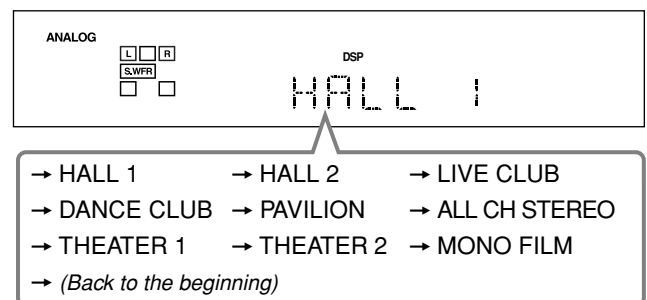 ANALOG
L R
DSP
S.WFR
HALL 1
→ HALL 1 → HALL 2 → LIVE CLUB
→ DANCE CLUB → PAVILION → ALL CH STEREO
→ THEATER 1 → THEATER 2 → MONO FILM
→ (Back to the beginning)